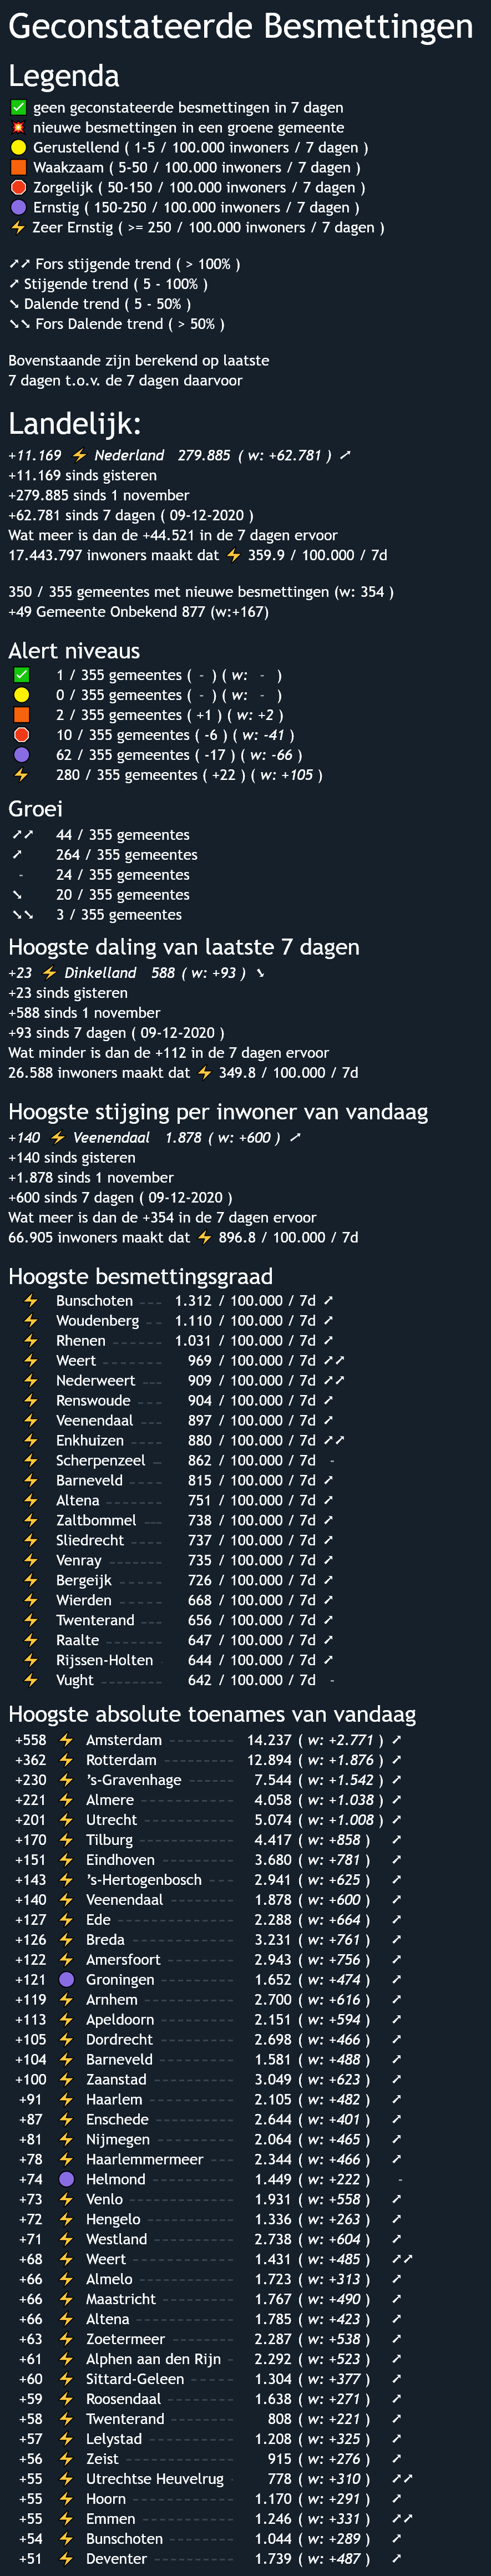 Geconstateerde Besmettingen
Legenda
✅ geen geconstateerde besmettingen in 7 dagen
💥 nieuwe besmettingen in een groene gemeente
🟡 Gerustellend ( 1-5 / 100.000 inwoners / 7 dagen )
🟧 Waakzaam ( 5-50 / 100.000 inwoners / 7 dagen )
🛑 Zorgelijk ( 50-150 / 100.000 inwoners / 7 dagen )
🟣 Ernstig ( 150-250 / 100.000 inwoners / 7 dagen )
⚡ Zeer Ernstig ( >= 250 / 100.000 inwoners / 7 dagen )
➚➚ Fors stijgende trend ( > 100% )
➚ Stijgende trend ( 5 - 100% )
➘ Dalende trend ( 5 - 50% )
➘➘ Fors Dalende trend ( > 50% )
Bovenstaande zijn berekend op laatste
7 dagen t.o.v. de 7 dagen daarvoor
Landelijk:
+11.169 ⚡ Nederland 279.885 ( w: +62.781 ) ➚
+11.169 sinds gisteren
+279.885 sinds 1 november
+62.781 sinds 7 dagen ( 09-12-2020 )
Wat meer is dan de +44.521 in de 7 dagen ervoor
17.443.797 inwoners maakt dat ⚡ 359.9 / 100.000 / 7d
350 / 355 gemeentes met nieuwe besmettingen (w: 354 )
+49 Gemeente Onbekend 877 (w:+167)
Alert niveaus
✅ 1 / 355 gemeentes ( - ) ( w: - )
🟡 0 / 355 gemeentes ( - ) ( w: - )
🟧 2 / 355 gemeentes ( +1 ) ( w: +2 )
🛑 10 / 355 gemeentes ( -6 ) ( w: -41 )
🟣 62 / 355 gemeentes ( -17 ) ( w: -66 )
⚡ 280 / 355 gemeentes ( +22 ) ( w: +105 )
Groei
➚➚ 44 / 355 gemeentes
➚ 264 / 355 gemeentes
- 24 / 355 gemeentes
➘ 20 / 355 gemeentes
➘➘ 3 / 355 gemeentes
Hoogste daling van laatste 7 dagen
+23 ⚡ Dinkelland 588 ( w: +93 ) ➘
+23 sinds gisteren
+588 sinds 1 november
+93 sinds 7 dagen ( 09-12-2020 )
Wat minder is dan de +112 in de 7 dagen ervoor
26.588 inwoners maakt dat ⚡ 349.8 / 100.000 / 7d
Hoogste stijging per inwoner van vandaag
+140 ⚡ Veenendaal 1.878 ( w: +600 ) ➚
+140 sinds gisteren
+1.878 sinds 1 november
+600 sinds 7 dagen ( 09-12-2020 )
Wat meer is dan de +354 in de 7 dagen ervoor
66.905 inwoners maakt dat ⚡ 896.8 / 100.000 / 7d
Hoogste besmettingsgraad
⚡ Bunschoten --- 1.312 / 100.000 / 7d ➚
⚡ Woudenberg --- 1.110 / 100.000 / 7d ➚
⚡ Rhenen ------- 1.031 / 100.000 / 7d ➚
⚡ Weert -------- 969 / 100.000 / 7d ➚➚
⚡ Nederweert --- 909 / 100.000 / 7d ➚➚
⚡ Renswoude ---- 904 / 100.000 / 7d ➚
⚡ Veenendaal --- 897 / 100.000 / 7d ➚
⚡ Enkhuizen ---- 880 / 100.000 / 7d ➚➚
⚡ Scherpenzeel -- 862 / 100.000 / 7d -
⚡ Barneveld ---- 815 / 100.000 / 7d ➚
⚡ Altena ------- 751 / 100.000 / 7d ➚
⚡ Zaltbommel --- 738 / 100.000 / 7d ➚
⚡ Sliedrecht ---- 737 / 100.000 / 7d ➚
⚡ Venray ------- 735 / 100.000 / 7d ➚
⚡ Bergeijk ----- 726 / 100.000 / 7d ➚
⚡ Wierden ------ 668 / 100.000 / 7d ➚
⚡ Twenterand --- 656 / 100.000 / 7d ➚
⚡ Raalte ------- 647 / 100.000 / 7d ➚
⚡ Rijssen-Holten 644 / 100.000 / 7d ➚
⚡ Vught -------- 642 / 100.000 / 7d -
Hoogste absolute toenames van vandaag
+558 ⚡ Amsterdam 14.237 ( w: +2.771 ) ➚
+362 ⚡ Rotterdam 12.894 ( w: +1.876 ) ➚
+230 ⚡ 's-Gravenhage 7.544 ( w: +1.542 ) ➚
+221 ⚡ Almere 4.058 ( w: +1.038 ) ➚
+201 ⚡ Utrecht 5.074 ( w: +1.008 ) ➚
+170 ⚡ Tilburg 4.417 ( w: +858 ) ➚
+151 ⚡ Eindhoven 3.680 ( w: +781 ) ➚
+143 ⚡ 's-Hertogenbosch 2.941 ( w: +625 ) ➚
+140 ⚡ Veenendaal 1.878 ( w: +600 ) ➚
+127 ⚡ Ede 2.288 ( w: +664 ) ➚
+126 ⚡ Breda 3.231 ( w: +761 ) ➚
+122 ⚡ Amersfoort 2.943 ( w: +756 ) ➚
+121 🟣 Groningen 1.652 ( w: +474 ) ➚
+119 ⚡ Arnhem 2.700 ( w: +616 ) ➚
+113 ⚡ Apeldoorn 2.151 ( w: +594 ) ➚
+105 ⚡ Dordrecht 2.698 ( w: +466 ) ➚
+104 ⚡ Barneveld 1.581 ( w: +488 ) ➚
+100 ⚡ Zaanstad 3.049 ( w: +623 ) ➚
+91 ⚡ Haarlem 2.105 ( w: +482 ) ➚
+87 ⚡ Enschede 2.644 ( w: +401 ) ➚
+81 ⚡ Nijmegen 2.064 ( w: +465 ) ➚
+78 ⚡ Haarlemmermeer 2.344 ( w: +466 ) ➚
+74 🟣 Helmond 1.449 ( w: +222 ) -
+73 ⚡ Venlo 1.931 ( w: +558 ) ➚
+72 ⚡ Hengelo 1.336 ( w: +263 ) ➚
+71 ⚡ Westland 2.738 ( w: +604 ) ➚
+68 ⚡ Weert 1.431 ( w: +485 ) ➚➚
+66 ⚡ Almelo 1.723 ( w: +313 ) ➚
+66 ⚡ Maastricht 1.767 ( w: +490 ) ➚
+66 ⚡ Altena 1.785 ( w: +423 ) ➚
+63 ⚡ Zoetermeer 2.287 ( w: +538 ) ➚
+61 ⚡ Alphen aan den Rijn 2.292 ( w: +523 ) ➚
+60 ⚡ Sittard-Geleen 1.304 ( w: +377 ) ➚
+59 ⚡ Roosendaal 1.638 ( w: +271 ) ➚
+58 ⚡ Twenterand 808 ( w: +221 ) ➚
+57 ⚡ Lelystad 1.208 ( w: +325 ) ➚
+56 ⚡ Zeist 915 ( w: +276 ) ➚
+55 ⚡ Utrechtse Heuvelrug 778 ( w: +310 ) ➚➚
+55 ⚡ Hoorn 1.170 ( w: +291 ) ➚
+55 ⚡ Emmen 1.246 ( w: +331 ) ➚➚
+54 ⚡ Bunschoten 1.044 ( w: +289 ) ➚
+51 ⚡ Deventer 1.739 ( w: +487 ) ➚